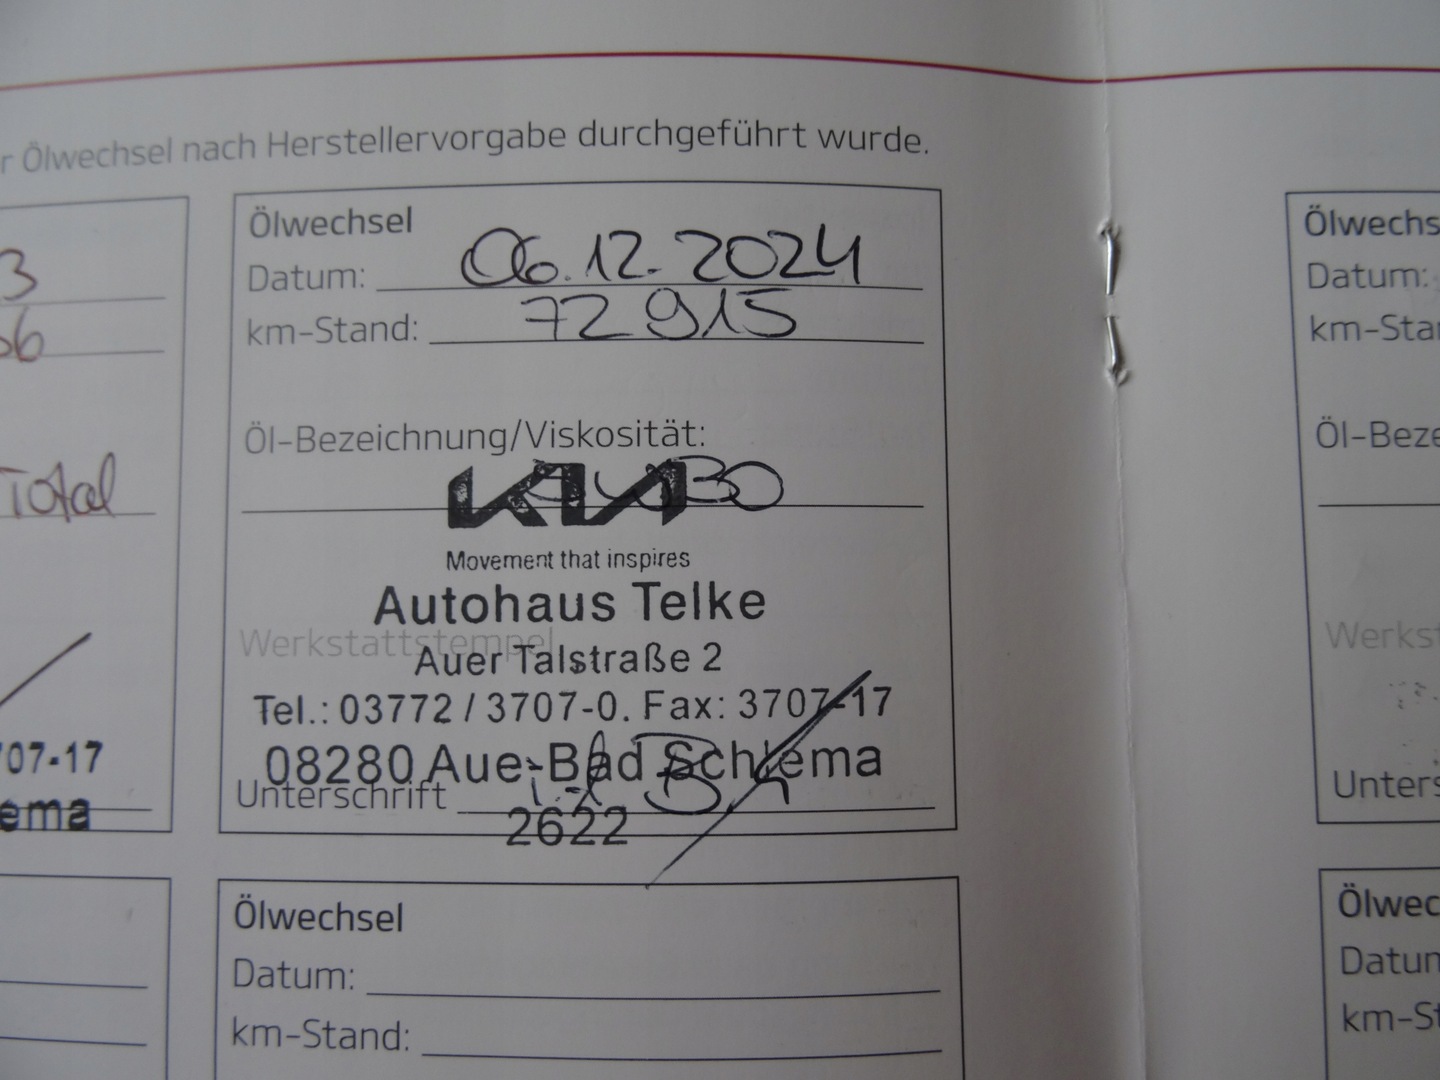 r Ölwechsel nach Herstellervorgabe durchgeführt wurde.
3
56
Total
707-17
ema
Ölwechsel
Datum: 06.12.2024
km-Stand: 72 915
Öl-Bezeichnung/Viskosität:
KIA
Movement that inspires
Autohaus Telke
Werkstattstempel
Auer Talstraße 2
Tel.: 03772 / 3707-0. Fax: 3707-17
08280 Aue-Bad Schlema
Unterschrift
2622
Ölwechsel
Datum:
km-Stand:
Ölwechs
Datum:
km-Sta
Öl-Beze
Werkst
Unters
Ölwec
Datun
km-St